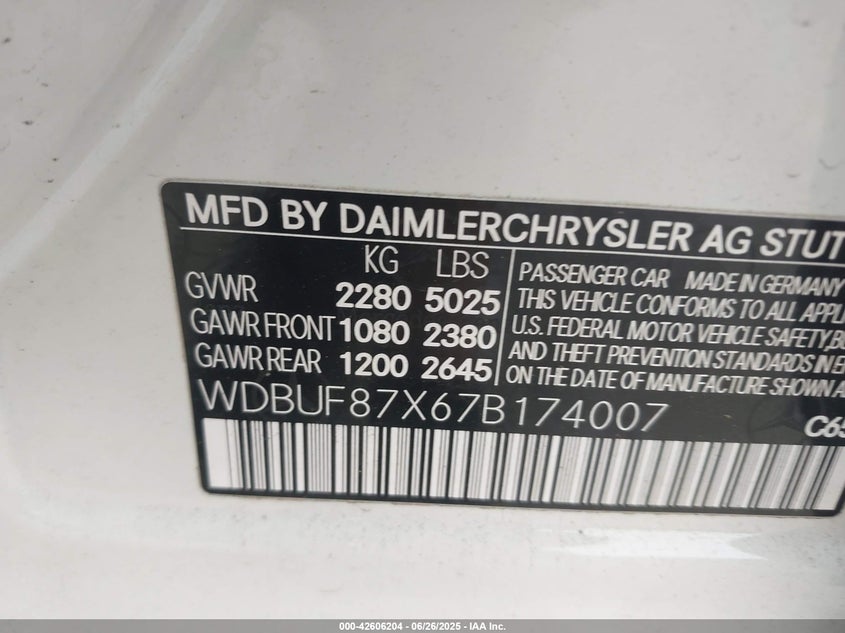 MFD BY DAIMLERCHRYSLER AG STUT
KG LBS
GVWR 2280 5025
GAWR FRONT 1080 2380
GAWR REAR 1200 2645
PASSENGER CAR MADE IN GERMANY
THIS VEHICLE CONFORMS TO ALL APPL
U.S. FEDERAL MOTOR VEHICLE SAFETY, BU
AND THEFT PREVENTION STANDARDS IN EF
ON THE DATE OF MANUFACTURE SHOWN A
WDBUF87X67B174007
C65
000-42606204 - 06/26/2025 - IAA Inc.